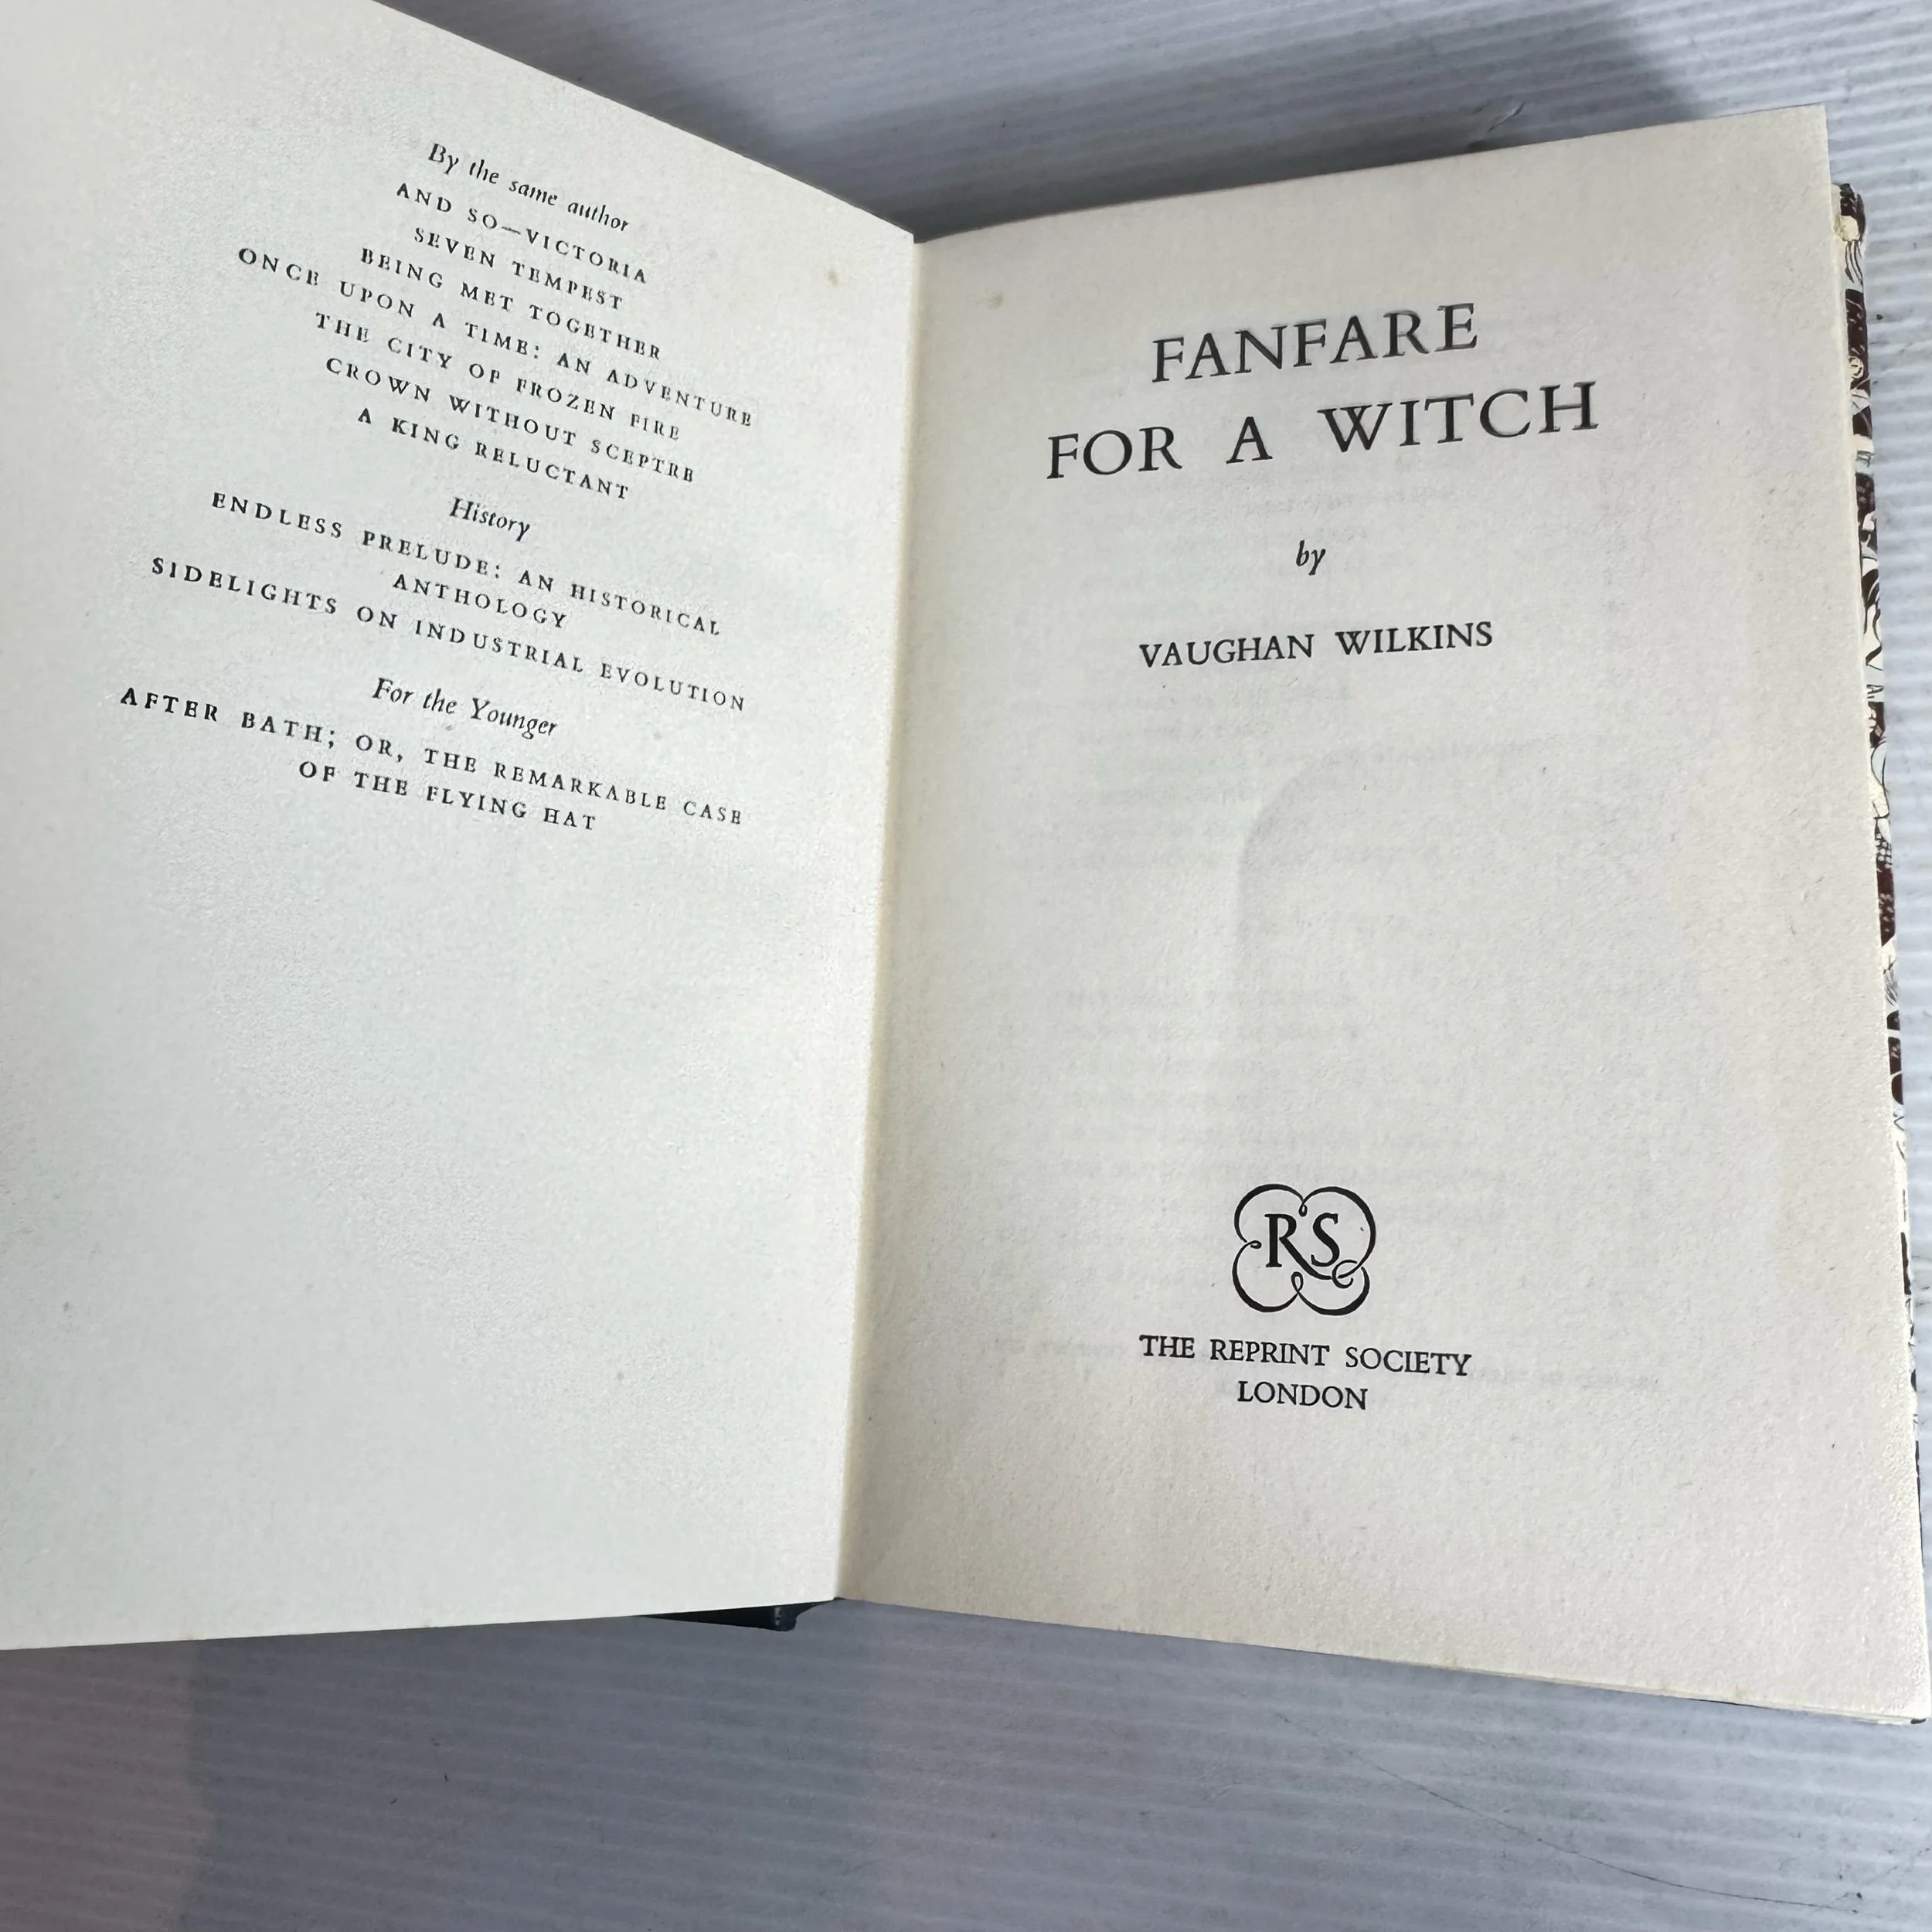 By the same author
AND SO—VICTORIA
SEVEN TEMPEST
BEING MET TOGETHER
ONCE UPON A TIME: AN ADVENTURE
THE CITY OF FROZEN FIRE
CROWN WITHOUT SCEPTRE
A KING RELUCTANT
History
ENDLESS PRELUDE: AN HISTORICAL
ANTHOLOGY
SIDELIGHTS ON INDUSTRIAL EVOLUTION
For the Younger
AFTER BATH; OR, THE REMARKABLE CASE
OF THE FLYING HAT
FANFARE
FOR A WITCH
by
VAUGHAN WILKINS
RS
THE REPRINT SOCIETY
LONDON